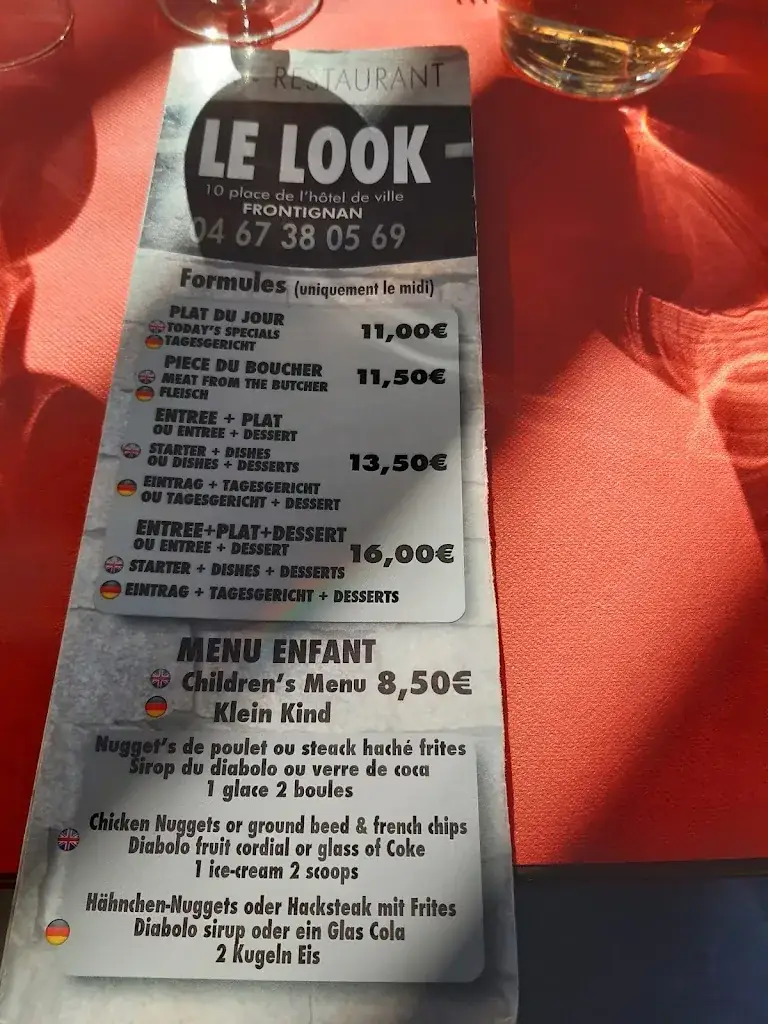 RESTAURANT
LE LOOK
10 place de l'hôtel de ville
FRONTIGNAN
04 67 38 05 69
Formules (uniquement le midi)
PLAT DU JOUR
TODAY'S SPECIALS 11,00€
TAGESGERICHT
PIECE DU BOUCHER
MEAT FROM THE BUTCHER 11,50€
FLEISCH
ENTREE + PLAT
OU ENTREE + DESSERT
STARTER + DISHES
OU DISHES + DESSERTS 13,50€
EINTRAG + TAGESGERICHT
OU TAGESGERICHT + DESSERT
ENTREE+PLAT+DESSERT
OU ENTREE + DESSERT 16,00€
STARTER + DISHES + DESSERTS
EINTRAG + TAGESGERICHT + DESSERTS
MENU ENFANT
Children's Menu 8,50€
Klein Kind
Nugget's de poulet ou steack haché frites
Sirop du diabolo ou verre de coca
1 glace 2 boules
Chicken Nuggets or ground beed & french chips
Diabolo fruit cordial or glass of Coke
1 ice-cream 2 scoops
Hähnchen-Nuggets oder Hacksteak mit Frites
Diabolo sirup oder ein Glas Cola
2 Kugeln Eis